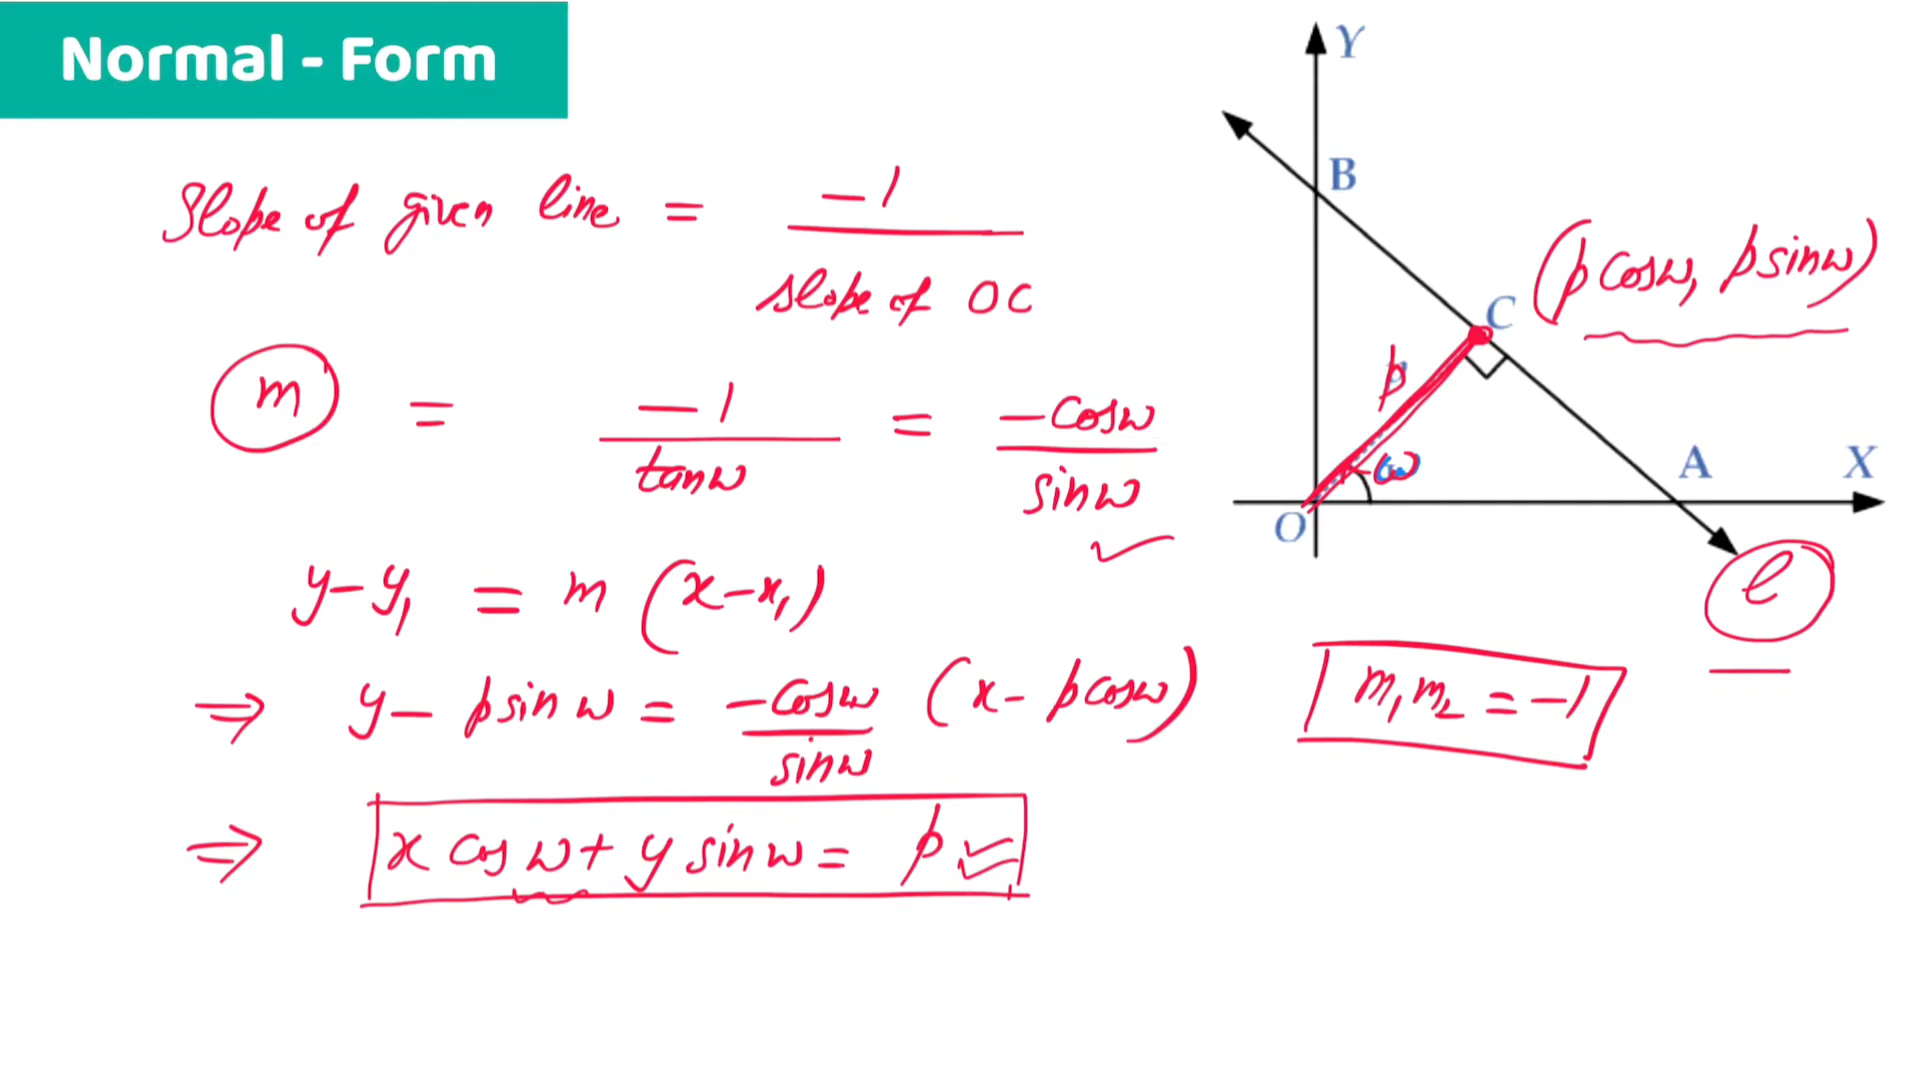 Normal - Form
Slope of given line = -1 / slope of OC
m = -1 / tanω = -cosω / sinω
y - y₁ = m (x - x₁)
⇒ y - p sin ω = -cosω / sinω (x - p cosω)
⇒ x cos ω + y sin ω = p
Y
B
(p cosω, p sinω)
C
p
ω
A
X
O
l
m₁m₂ = -1